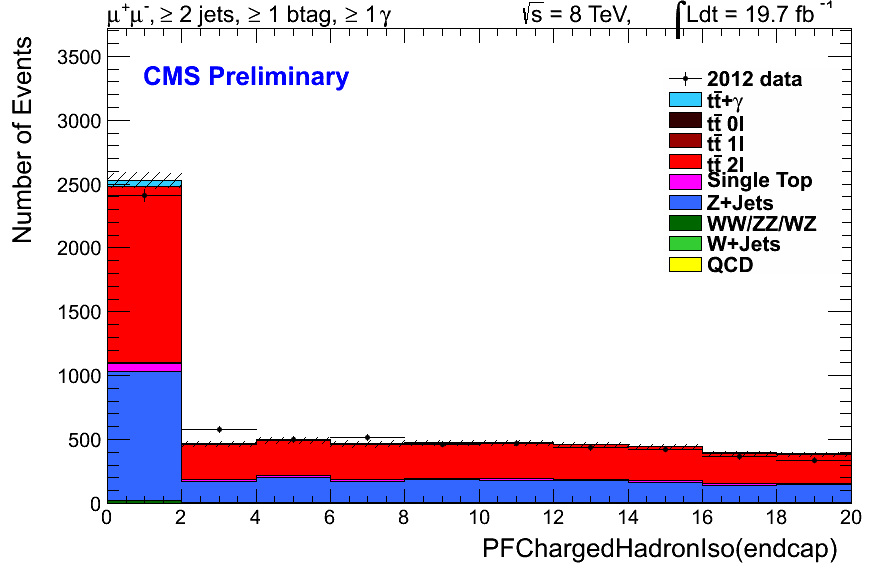 μ⁺μ⁻, ≥ 2 jets, ≥ 1 btag, ≥ 1 γ √s = 8 TeV, ∫Ldt = 19.7 fb⁻¹
CMS Preliminary
Number of Events
3500
3000
2500
2000
1500
1000
500
0
2012 data
tt̄+γ
tt̄ 0l
tt̄ 1l
tt̄ 2l
Single Top
Z+Jets
WW/ZZ/WZ
W+Jets
QCD
0 2 4 6 8 10 12 14 16 18 20
PFChargedHadronIso(endcap)